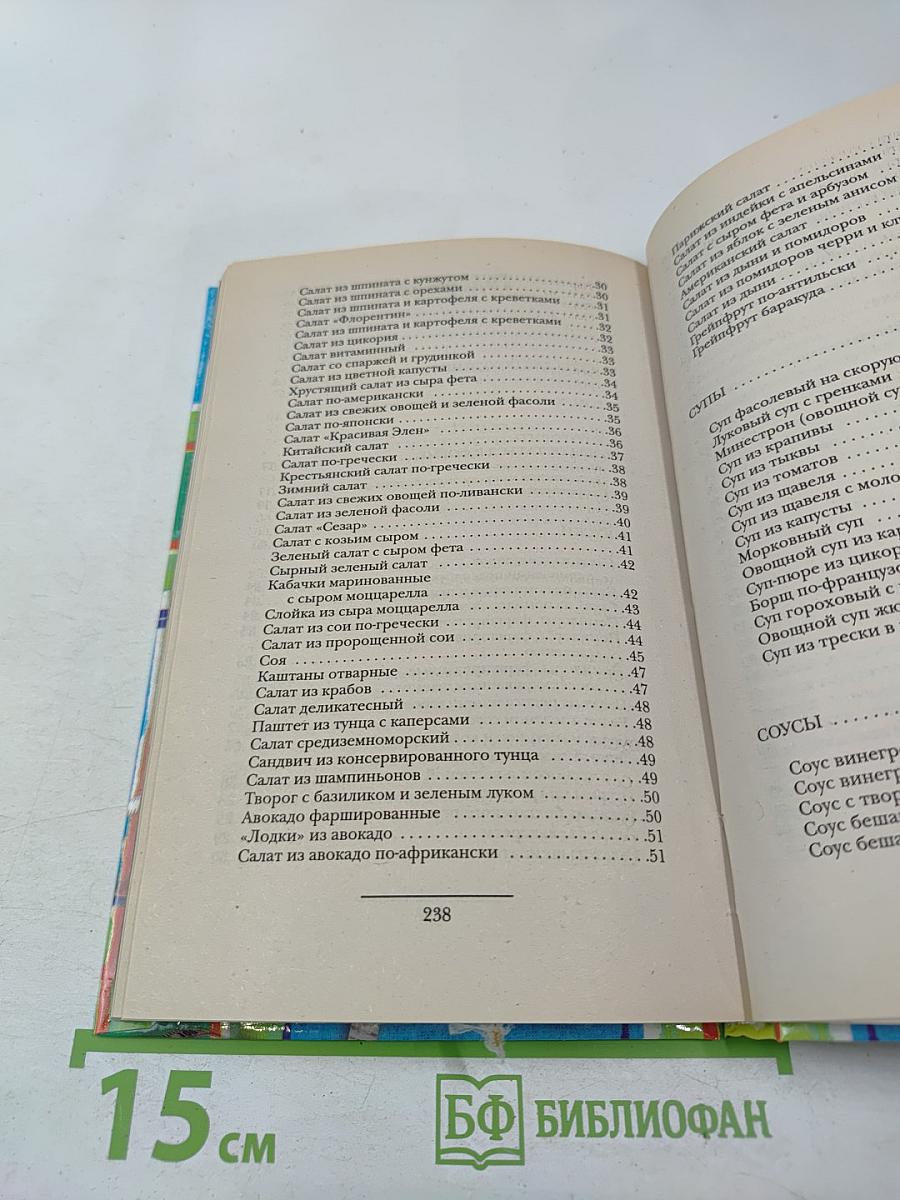 Салат из шпината с кунжутом . . . . . . . . . . . . . . . .30
Салат из шпината с орехами . . . . . . . . . . . . . . . .30
Салат из шпината и картофеля с креветками . . . .31
Салат «Флорентин» . . . . . . . . . . . . . . . . . . . . .31
Салат из шпината и картофеля с креветками . . . .32
Салат из цикория . . . . . . . . . . . . . . . . . . . . . .32
Салат витаминный . . . . . . . . . . . . . . . . . . . . .33
Салат со спаржей и грудинкой . . . . . . . . . . . . . .33
Салат из цветной капусты . . . . . . . . . . . . . . . . .33
Хрустящий салат из сыра фета . . . . . . . . . . . . . .34
Салат по-американски . . . . . . . . . . . . . . . . . . .34
Салат из свежих овощей и зеленой фасоли . . . . . .35
Салат по-японски . . . . . . . . . . . . . . . . . . . . . .35
Салат «Красивая Элен» . . . . . . . . . . . . . . . . . .36
Китайский салат . . . . . . . . . . . . . . . . . . . . . . .36
Салат по-гречески . . . . . . . . . . . . . . . . . . . . . .37
Крестьянский салат по-гречески . . . . . . . . . . . . .38
Зимний салат . . . . . . . . . . . . . . . . . . . . . . . . .38
Салат из свежих овощей по-ливански . . . . . . . . . .39
Салат из зеленой фасоли . . . . . . . . . . . . . . . . . .39
Салат «Сезар» . . . . . . . . . . . . . . . . . . . . . . . . .40
Салат с козьим сыром . . . . . . . . . . . . . . . . . . . .41
Зеленый салат с сыром фета . . . . . . . . . . . . . . . .41
Сырный зеленый салат . . . . . . . . . . . . . . . . . . .42
Кабачки маринованные
с сыром моцарелла . . . . . . . . . . . . . . . . . . . .42
Слойка из сыра моццарелла . . . . . . . . . . . . . . . .43
Салат из сои по-гречески . . . . . . . . . . . . . . . . . .44
Салат из пророщенной сои . . . . . . . . . . . . . . . . .44
Соя . . . . . . . . . . . . . . . . . . . . . . . . . . . . . . . .45
Каштаны отварные . . . . . . . . . . . . . . . . . . . . . .47
Салат из крабов . . . . . . . . . . . . . . . . . . . . . . . .47
Салат деликатесный . . . . . . . . . . . . . . . . . . . . .48
Паштет из тунца с каперсами . . . . . . . . . . . . . . .48
Салат средиземноморский . . . . . . . . . . . . . . . . .48
Сандвич из консервированного тунца . . . . . . . . .49
Салат из шампиньонов . . . . . . . . . . . . . . . . . . .49
Творог с базиликом и зеленым луком . . . . . . . . . .50
Авокадо фаршированные . . . . . . . . . . . . . . . . . .50
«Лодки» из авокадо . . . . . . . . . . . . . . . . . . . . .51
Салат из авокадо по-африкански . . . . . . . . . . . . .51
238
Парижский салат . . . . . . . . .
Салат из индейки с апельсинами
Салат с сыром фета и арбузом . .
Салат из яблок с зеленым анисом
Американский салат . . . . . . . .
Салат из дыни и помидоров
Салат из помидоров черри и
Салат из дыни . . . . . . . . . .
Грейпфрут по-антильски . . . .
Грейпфрут баракуда . . . . . . .
СУПЫ . . . . . . . . . . . . . .
Суп фасолевый на скорую
Луковый суп с гренками
Минестрон (овощной
Суп из крапивы . . . .
Суп из тыквы . . . .
Суп из томатов . . .
Суп из щавеля . . . .
Суп из щавеля с
Суп из капусты . . .
Морковный суп . .
Овощной суп из
Суп-пюре из
Борщ
Суп гороховый с
Овощной суп
Суп из трески в
СОУСЫ . . . . . . .
Соус
Соус
Соус с
Соус
Соус
15 см
БФ БИБЛИОФАН